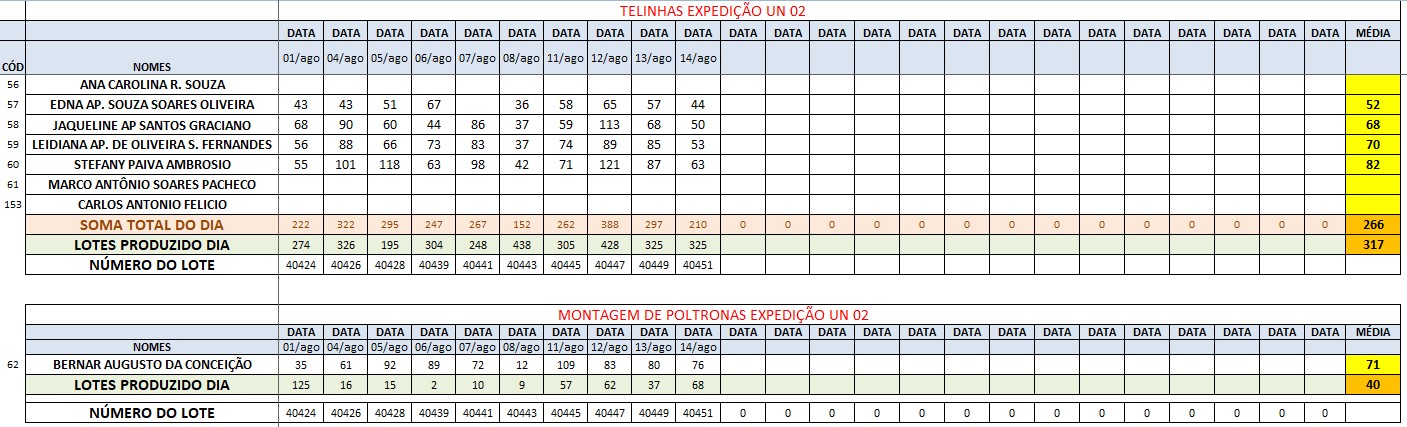 TELINHAS EXPEDIÇÃO UN 02
DATA DATA DATA DATA DATA DATA DATA DATA DATA DATA DATA DATA DATA DATA DATA DATA DATA DATA DATA DATA DATA DATA DATA DATA MÉDIA
CÓD NOMES 01/ago 04/ago 05/ago 06/ago 07/ago 08/ago 11/ago 12/ago 13/ago 14/ago
56 ANA CAROLINA R. SOUZA
57 EDNA AP. SOUZA SOARES OLIVEIRA 43 43 51 67 36 58 65 57 44 52
58 JAQUELINE AP SANTOS GRACIANO 68 90 60 44 86 37 59 113 68 50 68
59 LEIDIANA AP. DE OLIVEIRA S. FERNANDES 56 88 66 73 83 37 74 89 85 53 70
60 STEFANY PAIVA AMBROSIO 55 101 118 63 98 42 71 121 87 63 82
61 MARCO ANTÔNIO SOARES PACHECO
153 CARLOS ANTONIO FELICIO
SOMA TOTAL DO DIA 222 322 295 247 267 152 262 388 297 210 0 0 0 0 0 0 0 0 0 0 0 0 0 0 266
LOTES PRODUZIDO DIA 274 326 195 304 248 438 305 428 325 325 317
NÚMERO DO LOTE 40424 40426 40428 40439 40441 40443 40445 40447 40449 40451
MONTAGEM DE POLTRONAS EXPEDIÇÃO UN 02
DATA DATA DATA DATA DATA DATA DATA DATA DATA DATA DATA DATA DATA DATA DATA DATA DATA DATA DATA DATA DATA DATA DATA DATA MÉDIA
NOMES 01/ago 04/ago 05/ago 06/ago 07/ago 08/ago 11/ago 12/ago 13/ago 14/ago
62 BERNAR AUGUSTO DA CONCEIÇÃO 35 61 92 89 72 12 109 83 80 76 71
LOTES PRODUZIDO DIA 125 16 15 2 10 9 57 62 37 68 40
NÚMERO DO LOTE 40424 40426 40428 40439 40441 40443 40445 40447 40449 40451 0 0 0 0 0 0 0 0 0 0 0 0 0 0